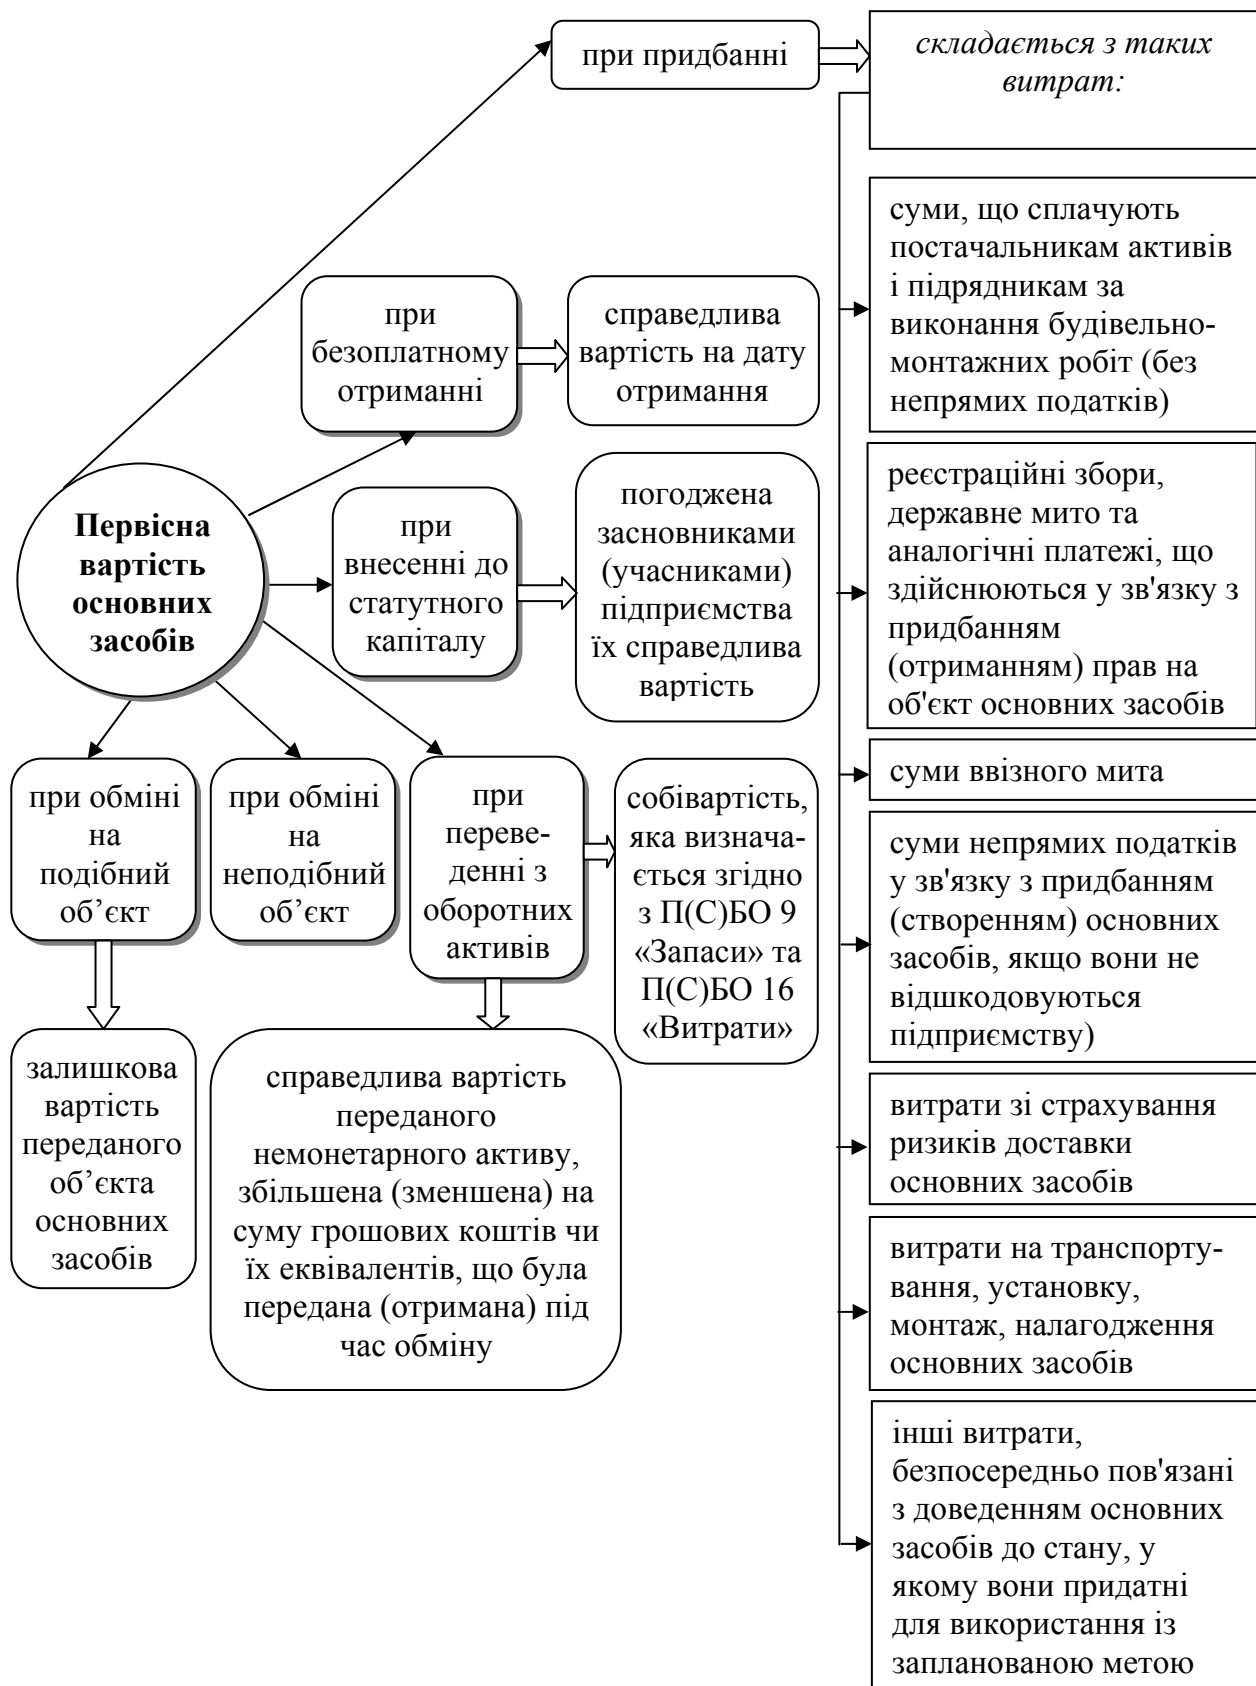 при придбанні
складається з таких
витрат:
суми, що сплачують
постачальникам активів
і підрядникам за
виконання будівельно-
монтажних робіт (без
непрямих податків)
при
безоплатному
отриманні
справедлива
вартість на дату
отримання
Первісна
вартість
основних
засобів
при
внесенні до
статутного
капіталу
погоджена
засновниками
(учасниками)
підприємства
їх справедлива
вартість
реєстраційні збори,
державне мито та
аналогічні платежі, що
здійснюються у зв'язку з
придбанням
(отриманням) прав на
об'єкт основних засобів
суми ввізного мита
при обміні
на
подібний
об’єкт
при обміні
на
неподібний
об’єкт
при
переве-
денні з
оборотних
активів
собівартість,
яка визнача-
ється згідно
з П(С)БО 9
«Запаси» та
П(С)БО 16
«Витрати»
суми непрямих податків
у зв'язку з придбанням
(створенням) основних
засобів, якщо вони не
відшкодовуються
підприємству)
залишкова
вартість
переданого
об’єкта
основних
засобів
справедлива вартість
переданого
немонетарного активу,
збільшена (зменшена) на
суму грошових коштів чи
їх еквівалентів, що була
передана (отримана) під
час обміну
витрати зі страхування
ризиків доставки
основних засобів
витрати на транспорту-
вання, установку,
монтаж, налагодження
основних засобів
інші витрати,
безпосередньо пов'язані
з доведенням основних
засобів до стану, у
якому вони придатні
для використання із
запланованою метою